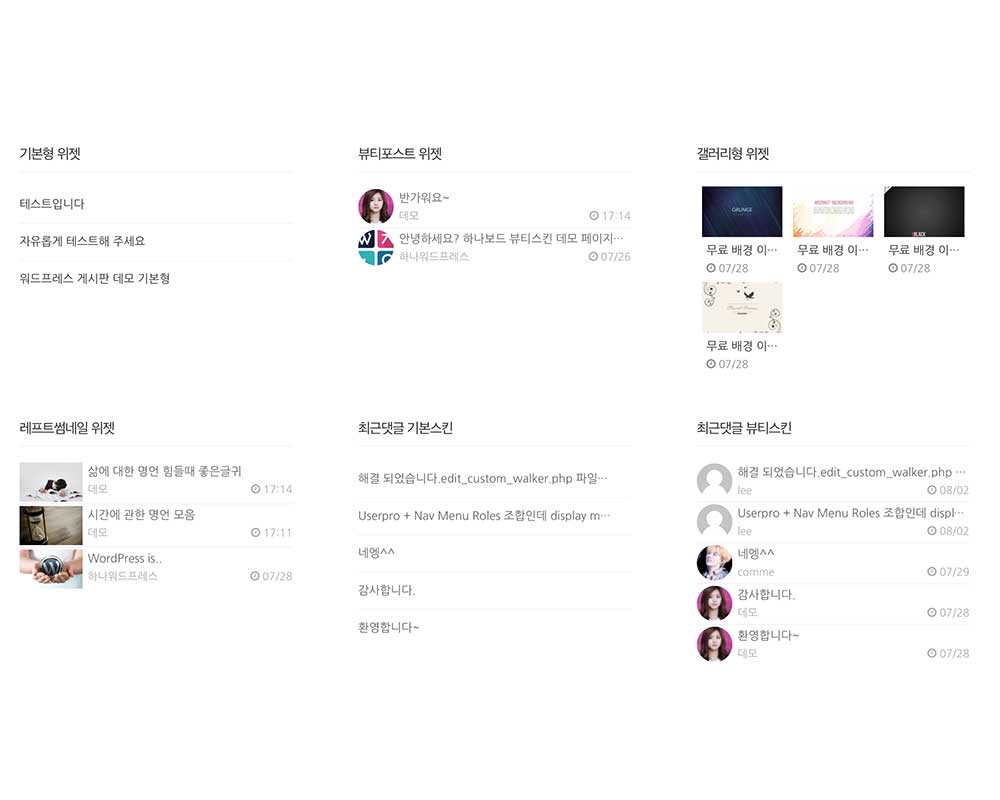 기본형 위젯
테스트입니다
자유롭게 테스트해 주세요
워드프레스 게시판 데모 기본형
뷰티포스트 위젯
반가워요~
데모 17:14
안녕하세요? 하나보드 뷰티스킨 데모 페이지…
하나워드프레스 07/26
갤러리형 위젯
GRUNGE
ABSTRACT BACKGROUND
BLACK
무료 배경 이… 무료 배경 이… 무료 배경 이…
07/28 07/28 07/28
무료 배경 이…
07/28
레프트썸네일 위젯
삶에 대한 명언 힘들때 좋은글귀
데모 17:14
시간에 관한 명언 모음
데모 17:11
WordPress is..
하나워드프레스 07/28
최근댓글 기본스킨
해결 되었습니다.edit_custom_walker.php 파일…
Userpro + Nav Menu Roles 조합인데 display m…
네엥^^
감사합니다.
환영합니다~
최근댓글 뷰티스킨
해결 되었습니다.edit_custom_walker.php …
lee 08/02
Userpro + Nav Menu Roles 조합인데 displ…
lee 08/02
네엥^^
comme 07/29
감사합니다.
데모 07/28
환영합니다~
데모 07/28